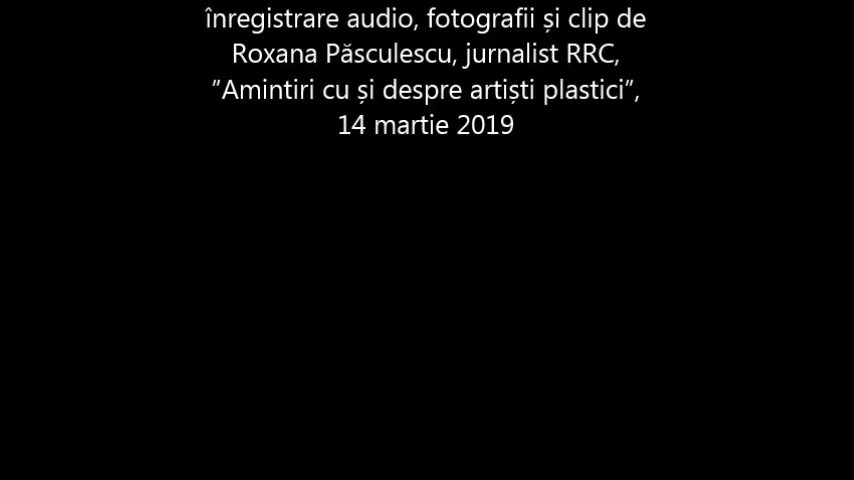 înregistrare audio, fotografii și clip de
Roxana Păsculescu, jurnalist RRC,
”Amintiri cu și despre artiști plastici”,
14 martie 2019